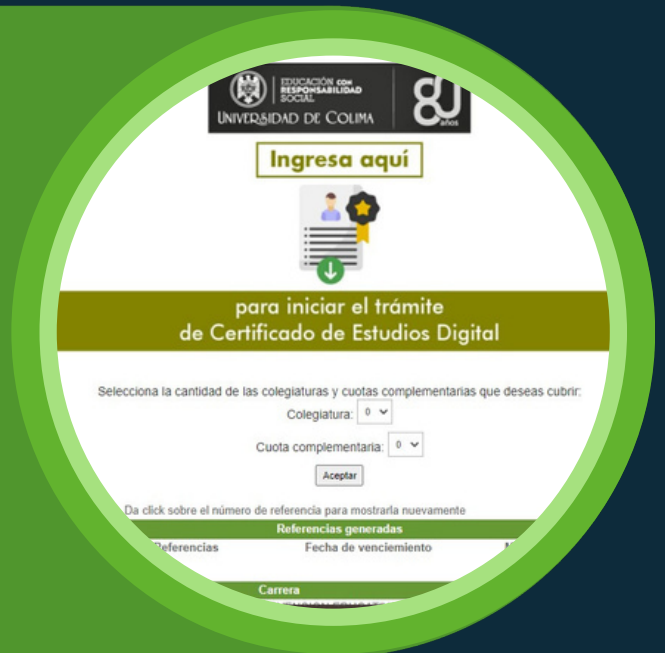 EDUCACIÓN CON
RESPONSABILIDAD
SOCIAL
UNIVERSIDAD DE COLIMA
80
años
Ingresa aquí
para iniciar el trámite
de Certificado de Estudios Digital
Selecciona la cantidad de las colegiaturas y cuotas complementarias que deseas cubrir:
Colegiatura: 0
Cuota complementaria: 0
Aceptar
Da click sobre el número de referencia para mostrarla nuevamente
Referencias generadas
Referencias Fecha de venciemiento
Carrera